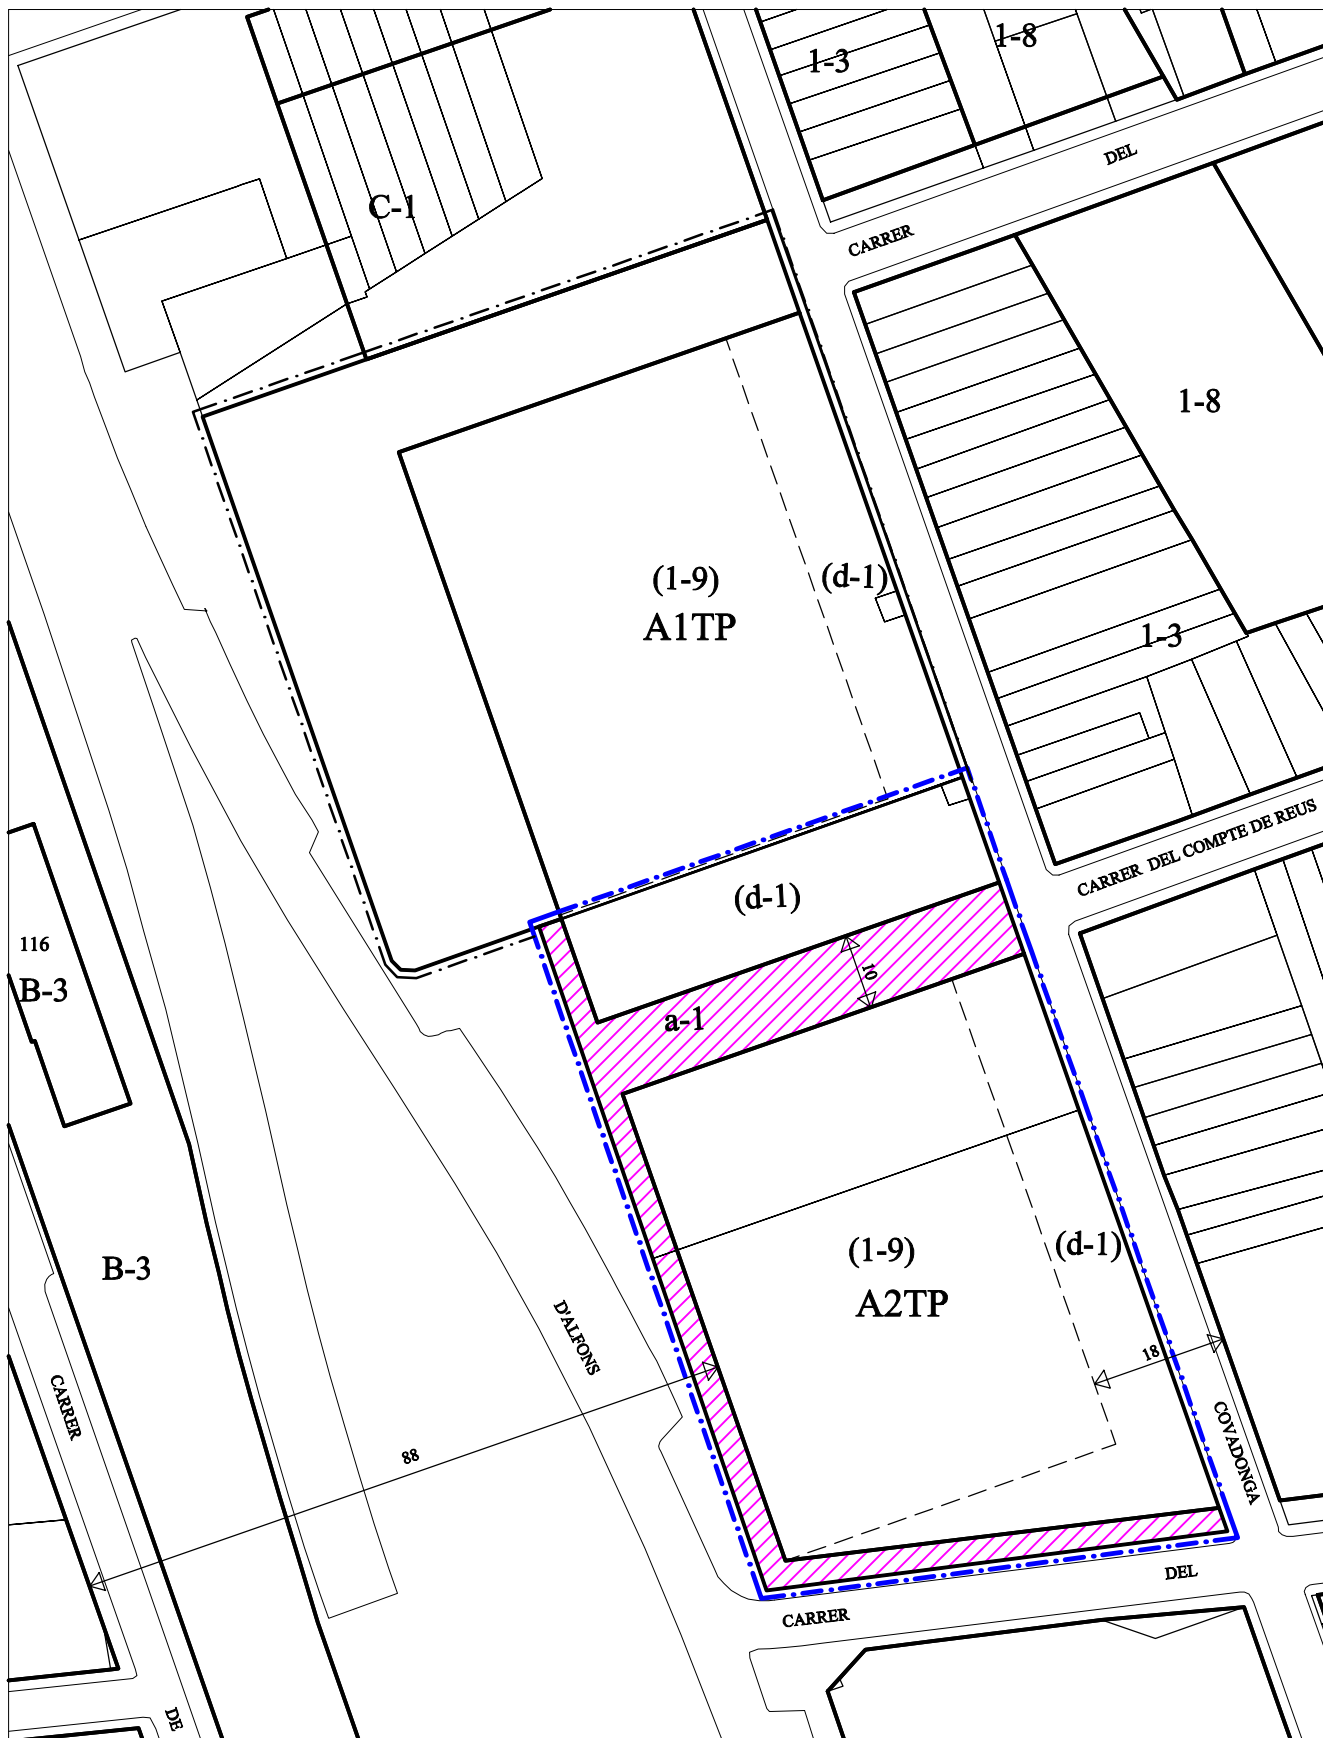 1-8
1-3
DEL
C-1
CARRER
1-8
(1-9)
(d-1)
A1TP
1-3
CARRER DEL COMPTE DE REUS
(d-1)
116
B-3
10
a-1
(1-9)
(d-1)
B-3
A2TP
D'ALFONS
18
CARRER
COVADONGA
88
DEL
CARRER
DE